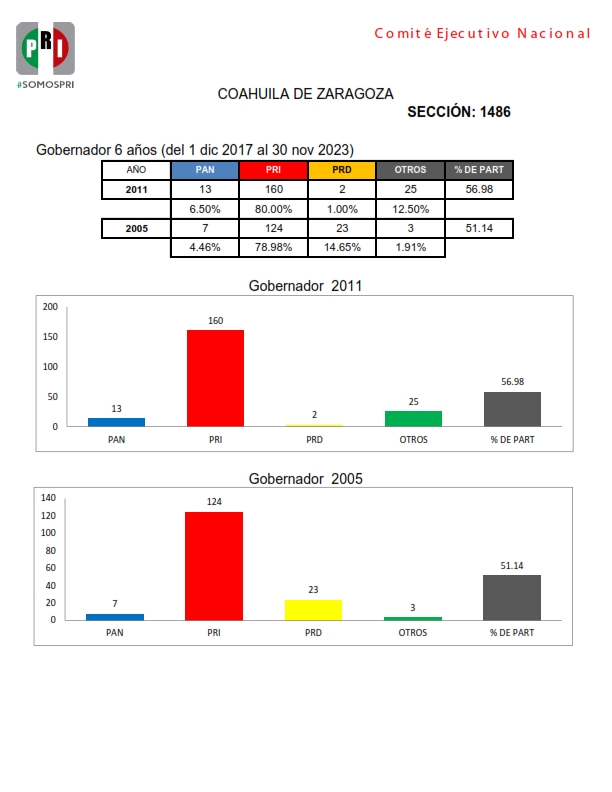 PRI
#SOMOSPRI
Comité Ejecutivo Nacional
COAHUILA DE ZARAGOZA
SECCIÓN: 1486
Gobernador 6 años (del 1 dic 2017 al 30 nov 2023)
AÑO PAN PRI PRD OTROS % DE PART
2011 13 160 2 25 56.98
6.50% 80.00% 1.00% 12.50%
2005 7 124 23 3 51.14
4.46% 78.98% 14.65% 1.91%
Gobernador 2011
200
150
100
50
0
13
160
2
25
56.98
PAN PRI PRD OTROS % DE PART
Gobernador 2005
140
120
100
80
60
40
20
0
7
124
23
3
51.14
PAN PRI PRD OTROS % DE PART